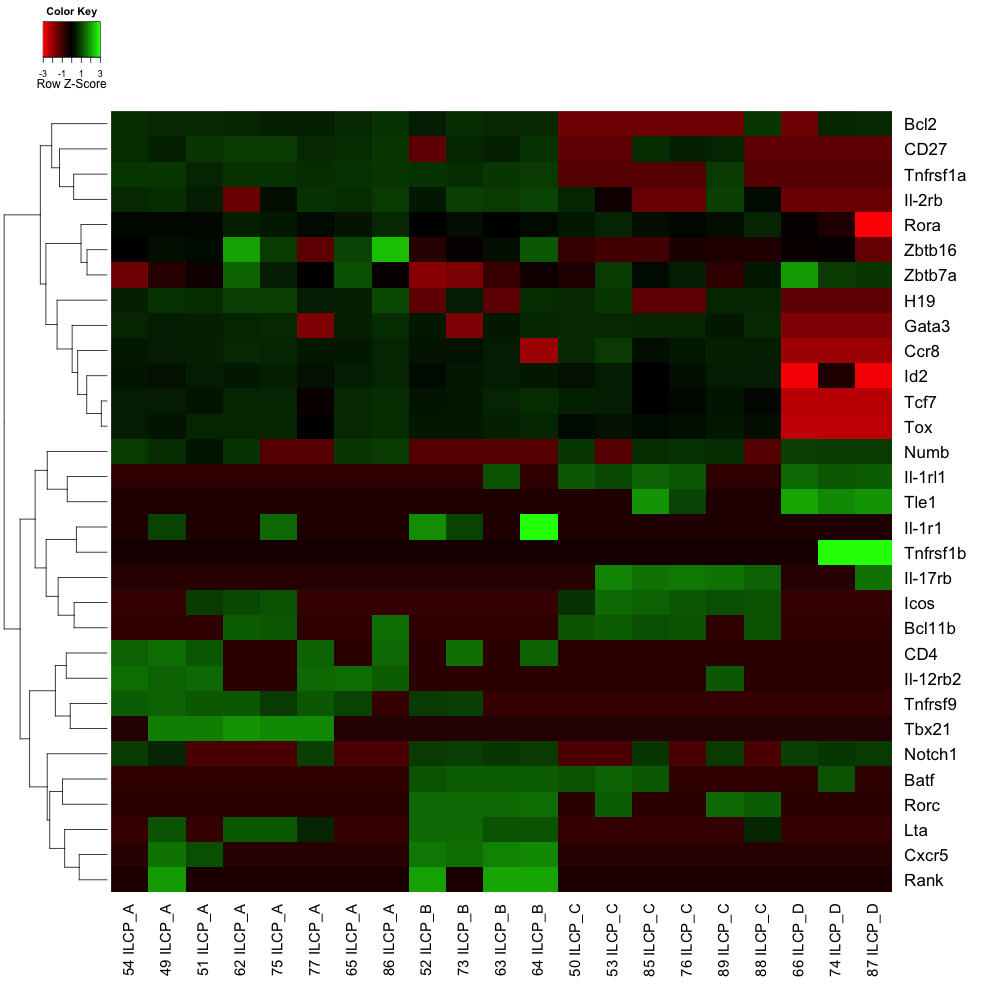 Color Key
-3 -1 1 3
Row Z-Score
Bcl2
CD27
Tnfrsf1a
Il-2rb
Rora
Zbtb16
Zbtb7a
H19
Gata3
Ccr8
Id2
Tcf7
Tox
Numb
Il-1rl1
Tle1
Il-1r1
Tnfrsf1b
Il-17rb
Icos
Bcl11b
CD4
Il-12rb2
Tnfrsf9
Tbx21
Notch1
Batf
Rorc
Lta
Cxcr5
Rank
54 ILCP_A
49 ILCP_A
51 ILCP_A
62 ILCP_A
75 ILCP_A
77 ILCP_A
65 ILCP_A
86 ILCP_A
52 ILCP_B
73 ILCP_B
63 ILCP_B
64 ILCP_B
50 ILCP_C
53 ILCP_C
85 ILCP_C
76 ILCP_C
89 ILCP_C
88 ILCP_C
66 ILCP_D
74 ILCP_D
87 ILCP_D